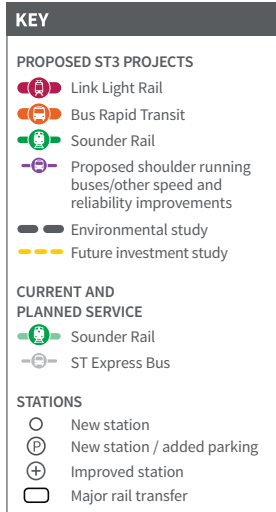 KEY
PROPOSED ST3 PROJECTS
Link Light Rail
Bus Rapid Transit
Sounder Rail
Proposed shoulder running
buses/other speed and
reliability improvements
Environmental study
Future investment study
CURRENT AND
PLANNED SERVICE
Sounder Rail
ST Express Bus
STATIONS
New station
P New station / added parking
+ Improved station
Major rail transfer